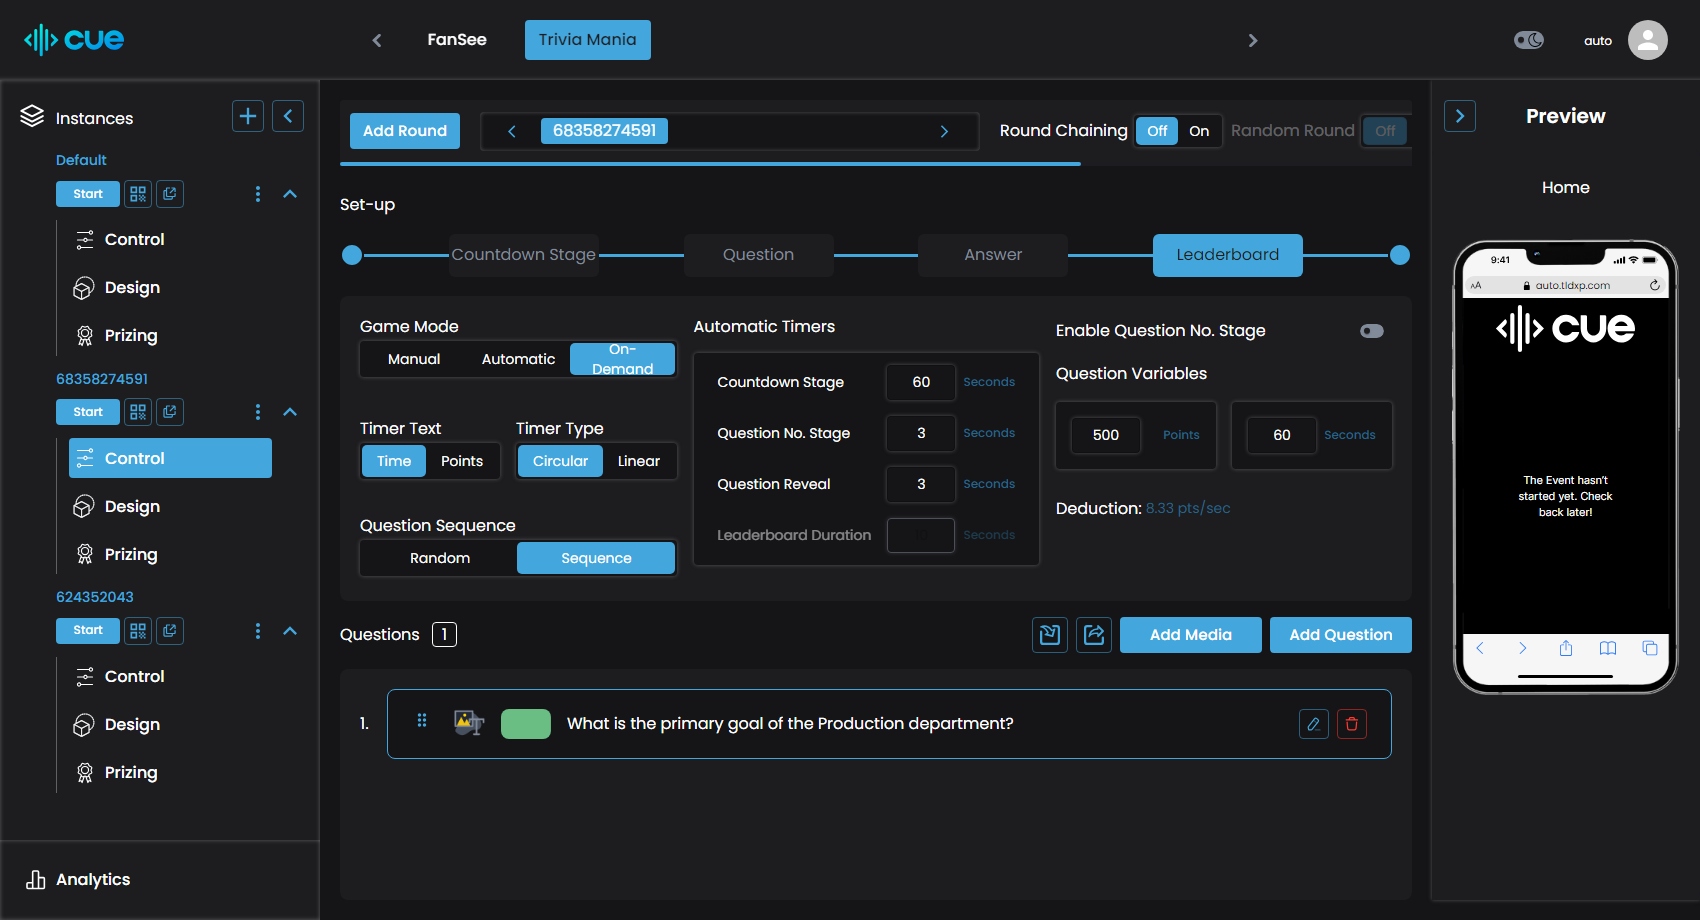 cue
FanSee
Trivia Mania
auto
Instances
Default
Start
Control
Design
Prizing
68358274591
Start
Control
Design
Prizing
624352043
Start
Control
Design
Prizing
Analytics
Add Round
68358274591
Round Chaining
Off
On
Random Round
Off
Set-up
Countdown Stage
Question
Answer
Leaderboard
Game Mode
Manual
Automatic
On-
Demand
Timer Text
Time
Points
Timer Type
Circular
Linear
Question Sequence
Random
Sequence
Automatic Timers
Countdown Stage
60
Seconds
Question No. Stage
3
Seconds
Question Reveal
3
Seconds
Leaderboard Duration
Seconds
Enable Question No. Stage
Question Variables
500
Points
60
Seconds
Deduction: 8.33 pts/sec
Questions
1
Add Media
Add Question
1.
What is the primary goal of the Production department?
Preview
Home
9:41
AA
auto.tldxp.com
cue
The Event hasn't
started yet. Check
back later!